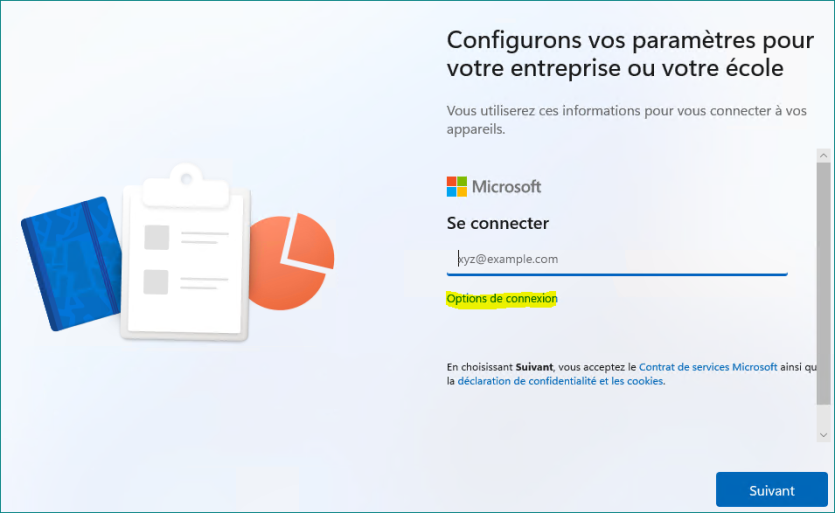 Configurons vos paramètres pour
votre entreprise ou votre école
Vous utiliserez ces informations pour vous connecter à vos
appareils.
Microsoft
Se connecter
xyz@example.com
Options de connexion
En choisissant Suivant, vous acceptez le Contrat de services Microsoft ainsi qu
la déclaration de confidentialité et les cookies.
Suivant